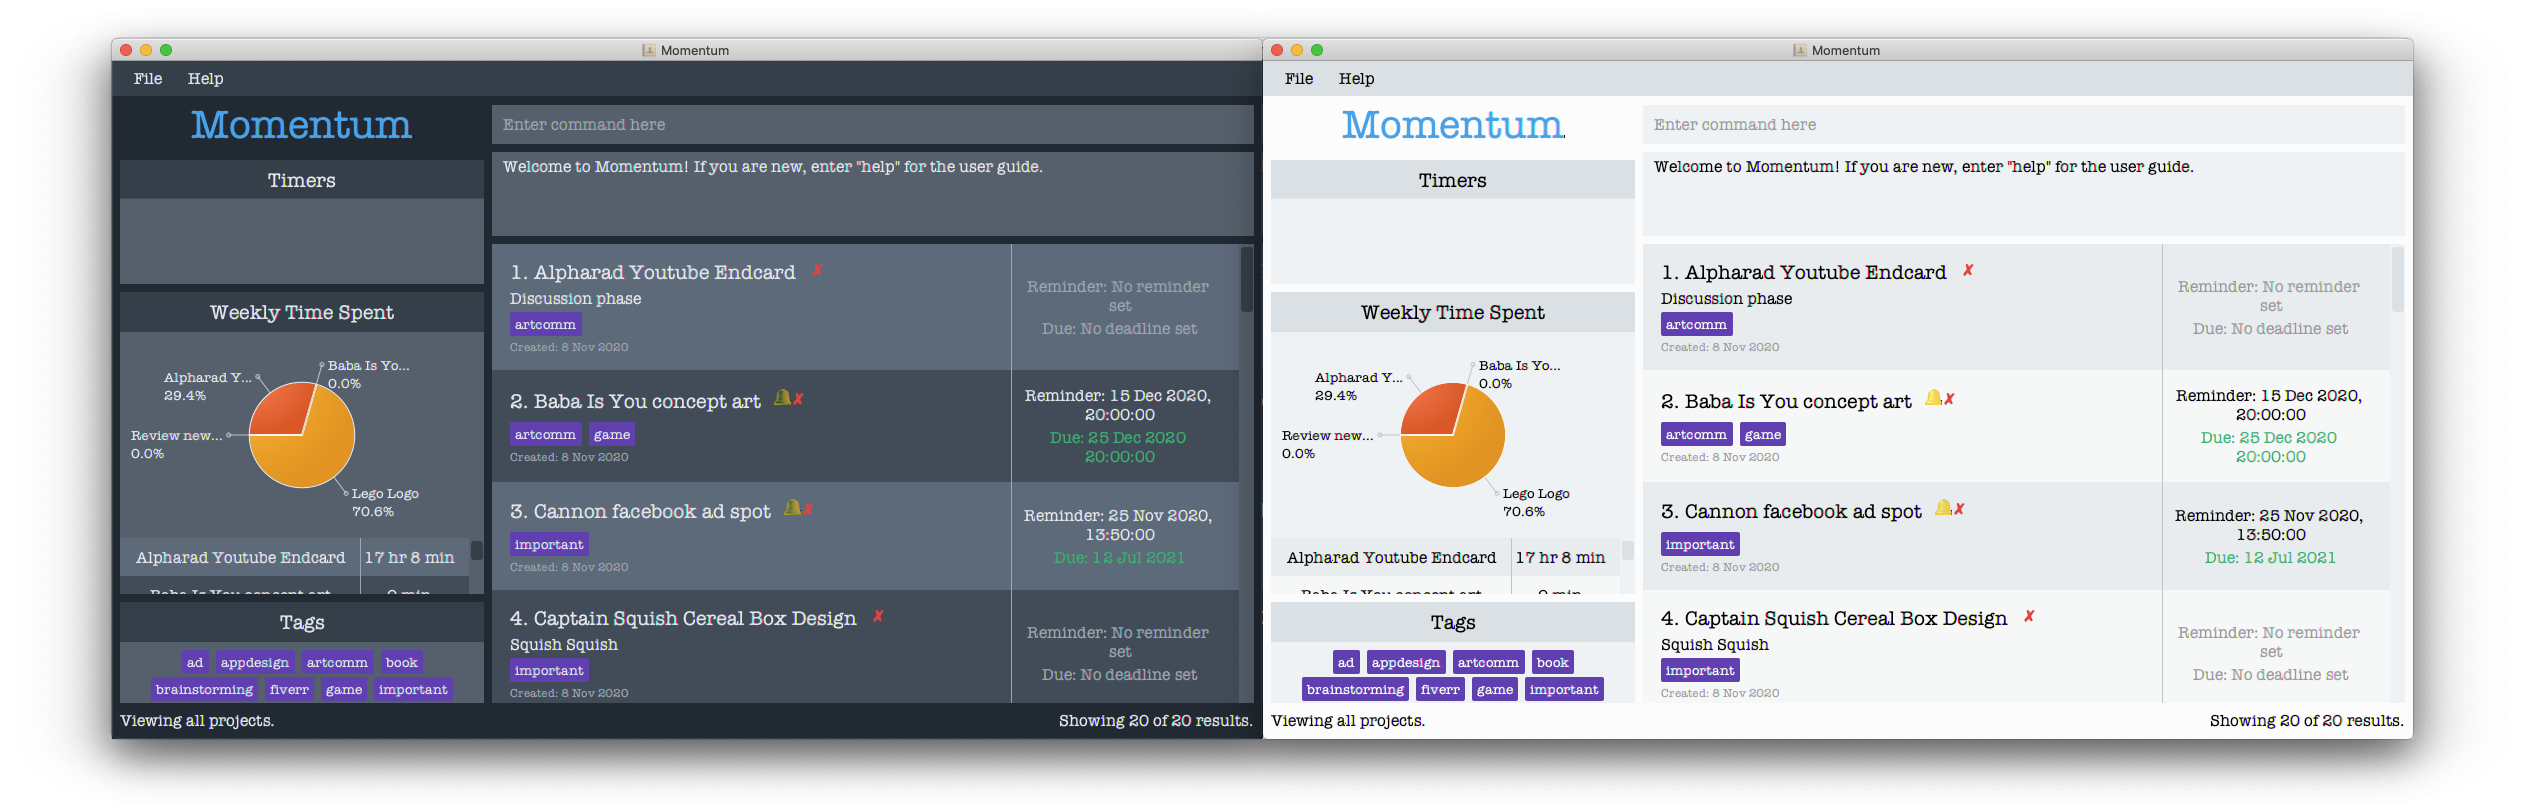 Momentum
File Help
Momentum
Timers
Weekly Time Spent
Baba Is Yo...
0.0%
Alpharad Y...
29.4%
Review new...
0.0%
Lego Logo
70.6%
Alpharad Youtube Endcard 17 hr 8 min
Baba Is You concept art 0 min
Tags
ad appdesign artcomm book
brainstorming fiverr game important
Enter command here
Welcome to Momentum! If you are new, enter "help" for the user guide.
1. Alpharad Youtube Endcard ✗
Discussion phase
artcomm
Created: 8 Nov 2020
Reminder: No reminder
set
Due: No deadline set
2. Baba Is You concept art 🔔✗
artcomm game
Created: 8 Nov 2020
Reminder: 15 Dec 2020,
20:00:00
Due: 25 Dec 2020
20:00:00
3. Cannon facebook ad spot 🔔✗
important
Created: 8 Nov 2020
Reminder: 25 Nov 2020,
13:50:00
Due: 12 Jul 2021
4. Captain Squish Cereal Box Design ✗
Squish Squish
important
Created: 8 Nov 2020
Reminder: No reminder
set
Due: No deadline set
Viewing all projects. Showing 20 of 20 results.
Momentum
File Help
Momentum
Timers
Weekly Time Spent
Baba Is Yo...
0.0%
Alpharad Y...
29.4%
Review new...
0.0%
Lego Logo
70.6%
Alpharad Youtube Endcard 17 hr 8 min
Baba Is You concept art 0 min
Tags
ad appdesign artcomm book
brainstorming fiverr game important
Enter command here
Welcome to Momentum! If you are new, enter "help" for the user guide.
1. Alpharad Youtube Endcard ✗
Discussion phase
artcomm
Created: 8 Nov 2020
Reminder: No reminder
set
Due: No deadline set
2. Baba Is You concept art 🔔✗
artcomm game
Created: 8 Nov 2020
Reminder: 15 Dec 2020,
20:00:00
Due: 25 Dec 2020
20:00:00
3. Cannon facebook ad spot 🔔✗
important
Created: 8 Nov 2020
Reminder: 25 Nov 2020,
13:50:00
Due: 12 Jul 2021
4. Captain Squish Cereal Box Design ✗
Squish Squish
important
Created: 8 Nov 2020
Reminder: No reminder
set
Due: No deadline set
Viewing all projects. Showing 20 of 20 results.